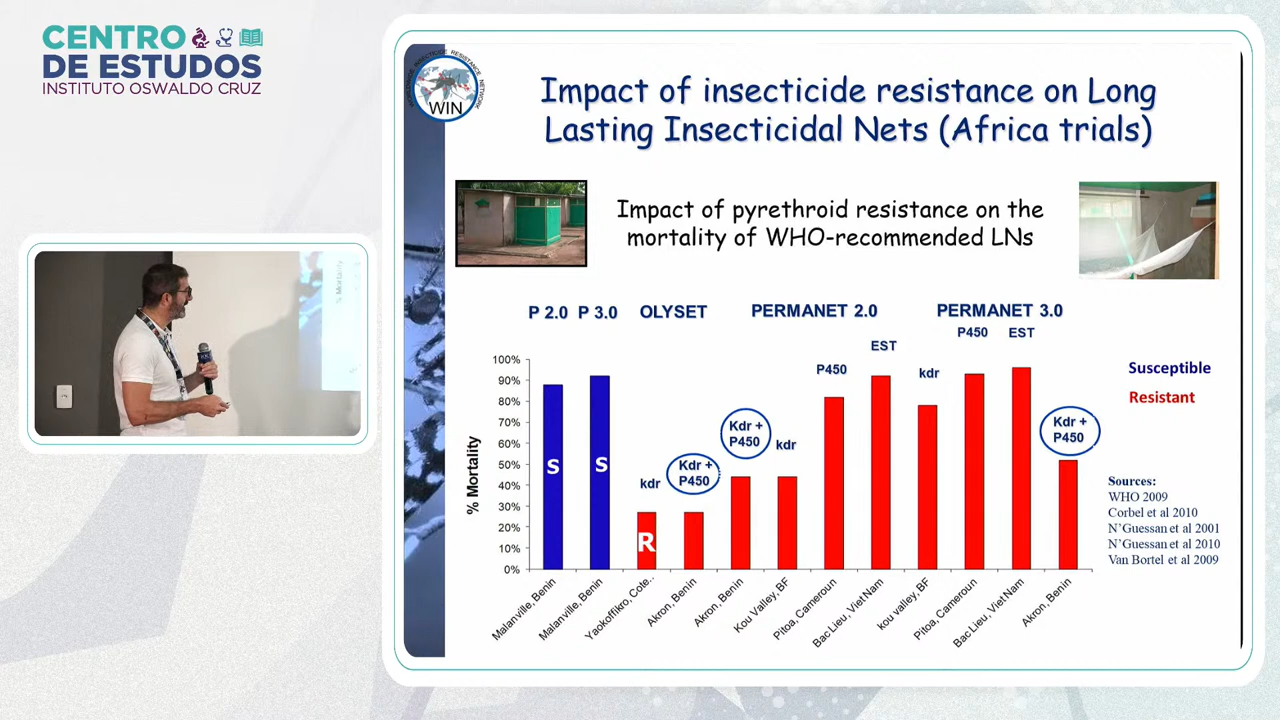 CENTRO
DE ESTUDOS
INSTITUTO OSWALDO CRUZ
WORLDWIDE INSECTICIDE RESISTANCE NETWORK
WIN
Impact of insecticide resistance on Long
Lasting Insecticidal Nets (Africa trials)
Impact of pyrethroid resistance on the
mortality of WHO-recommended LNs
P 2.0 P 3.0 OLYSET PERMANET 2.0 PERMANET 3.0
P450 EST
EST
P450
kdr
Kdr +
P450
kdr
Kdr +
P450
kdr
Kdr +
P450
Susceptible
Resistant
% Mortality
100%
90%
80%
70%
60%
50%
40%
30%
20%
10%
0%
S
S
R
Malanville, Benin
Malanville, Benin
Yaokoffikro, Cote..
Akron, Benin
Akron, Benin
Kou Valley, BF
Pitoa, Cameroun
Bac Lieu, Viet Nam
kou valley, BF
Pitoa, Cameroun
Bac Lieu, Viet Nam
Akron, Benin
Sources:
WHO 2009
Corbel et al 2010
N'Guessan et al 2001
N'Guessan et al 2010
Van Bortel et al 2009
% Mortality